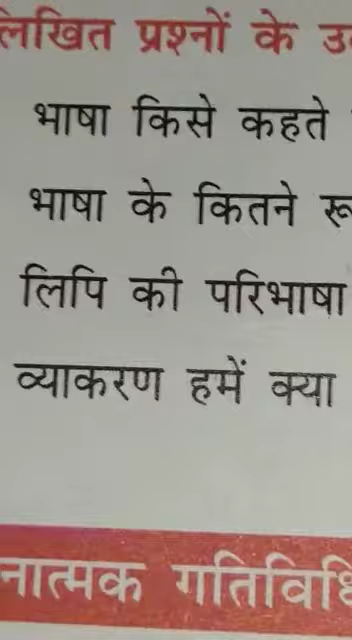 लिखित प्रश्नों के
भाषा किसे कहते
भाषा के कितने
लिपि की परिभाषा
व्याकरण हमें क्या
नात्मक गतिविधि